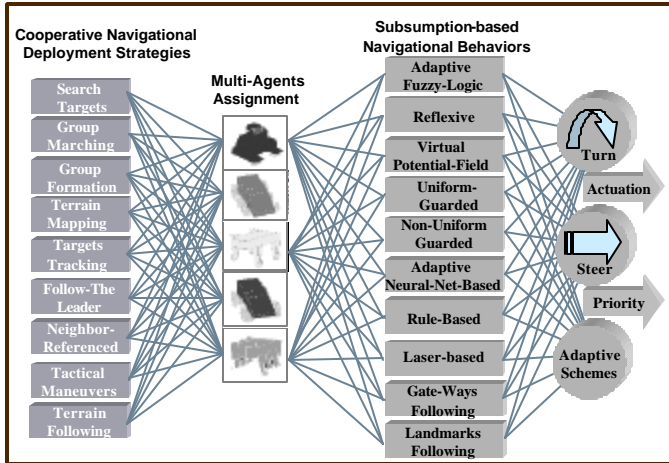 Cooperative Navigational
Deployment Strategies
Search
Targets
Group
Marching
Group
Formation
Terrain
Mapping
Targets
Tracking
Follow-The
Leader
Neighbor-
Referenced
Tactical
Maneuvers
Terrain
Following
Multi-Agents
Assignment
Subsumption-based
Navigational Behaviors
Adaptive
Fuzzy-Logic
Reflexive
Virtual
Potential-Field
Uniform-
Guarded
Non-Uniform
Guarded
Adaptive
Neural-Net-Based
Rule-Based
Laser-based
Gate-Ways
Following
Landmarks
Following
Turn
Actuation
Steer
Priority
Adaptive
Schemes